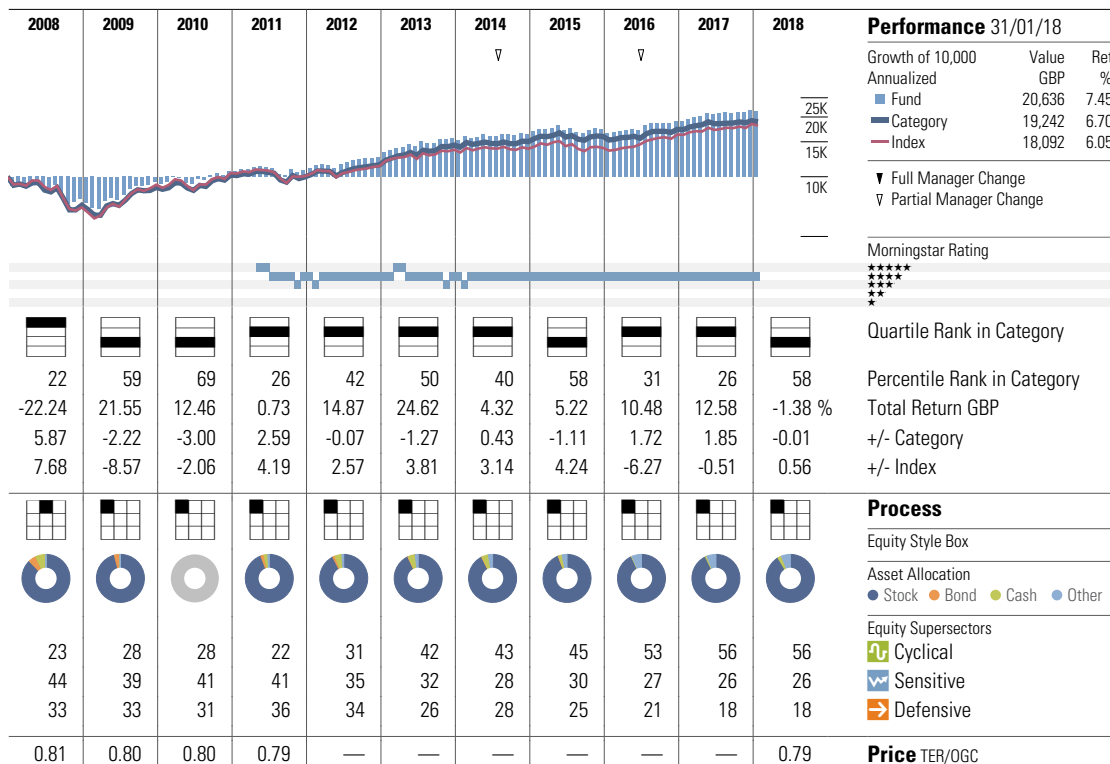 2008 2009 2010 2011 2012 2013 2014 2015 2016 2017 2018 Performance 31/01/18
Growth of 10,000 Value Ret
Annualized GBP %
Fund 20,636 7.45
Category 19,242 6.70
Index 18,092 6.05
25K
20K
15K
10K
▼ Full Manager Change
▽ Partial Manager Change
Morningstar Rating
★★★★★
★★★★
★★★
★★
★
Quartile Rank in Category
22 59 69 26 42 50 40 58 31 26 58 Percentile Rank in Category
-22.24 21.55 12.46 0.73 14.87 24.62 4.32 5.22 10.48 12.58 -1.38 % Total Return GBP
5.87 -2.22 -3.00 2.59 -0.07 -1.27 0.43 -1.11 1.72 1.85 -0.01 +/- Category
7.68 -8.57 -2.06 4.19 2.57 3.81 3.14 4.24 -6.27 -0.51 0.56 +/- Index
Process
Equity Style Box
Asset Allocation
Stock Bond Cash Other
Equity Supersectors
23 28 28 22 31 42 43 45 53 56 56 Cyclical
44 39 41 41 35 32 28 30 27 26 26 Sensitive
33 33 31 36 34 26 28 25 21 18 18 Defensive
0.81 0.80 0.80 0.79 — — — — — — 0.79 Price TER/OGC